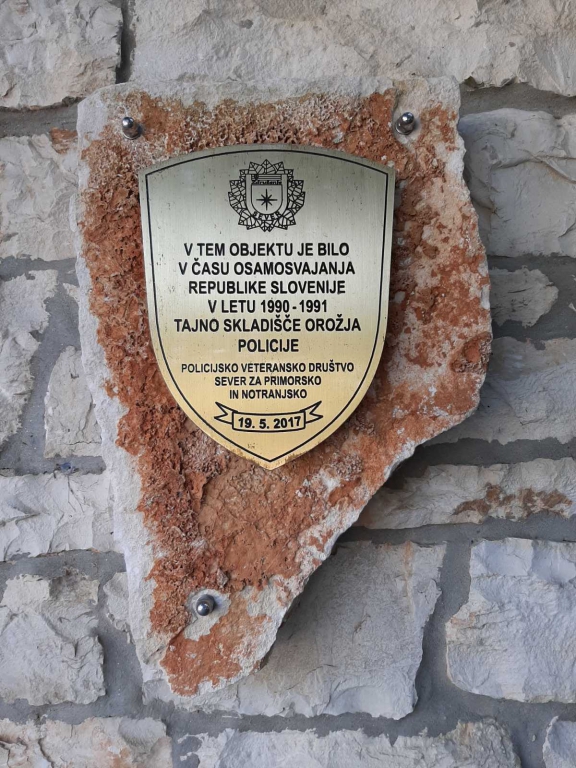 SEVER
V TEM OBJEKTU JE BILO
V ČASU OSAMOSVAJANJA
REPUBLIKE SLOVENIJE
V LETU 1990 - 1991
TAJNO SKLADIŠČE OROŽJA
POLICIJE
POLICIJSKO VETERANSKO DRUŠTVO
SEVER ZA PRIMORSKO
IN NOTRANJSKO
19. 5. 2017